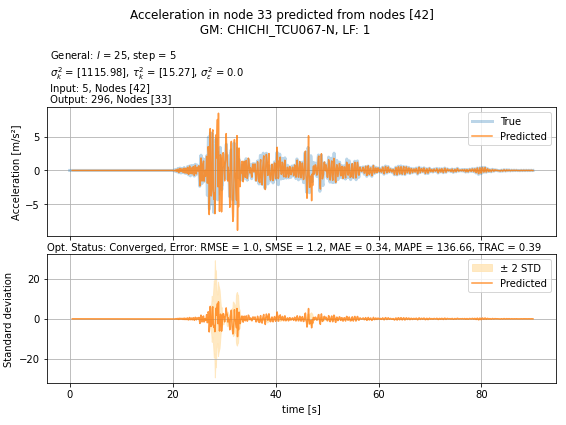 Acceleration in node 33 predicted from nodes [42]
GM: CHICHI_TCU067-N, LF: 1
General: l = 25, step = 5
σ²ₖ = [1115.98], τ²ₖ = [15.27], σ²ε = 0.0
Input: 5, Nodes [42]
Output: 296, Nodes [33]
Acceleration [m/s²]
5
0
−5
True
Predicted
Opt. Status: Converged, Error: RMSE = 1.0, SMSE = 1.2, MAE = 0.34, MAPE = 136.66, TRAC = 0.39
Standard deviation
20
0
−20
± 2 STD
Predicted
0 20 40 60 80
time [s]